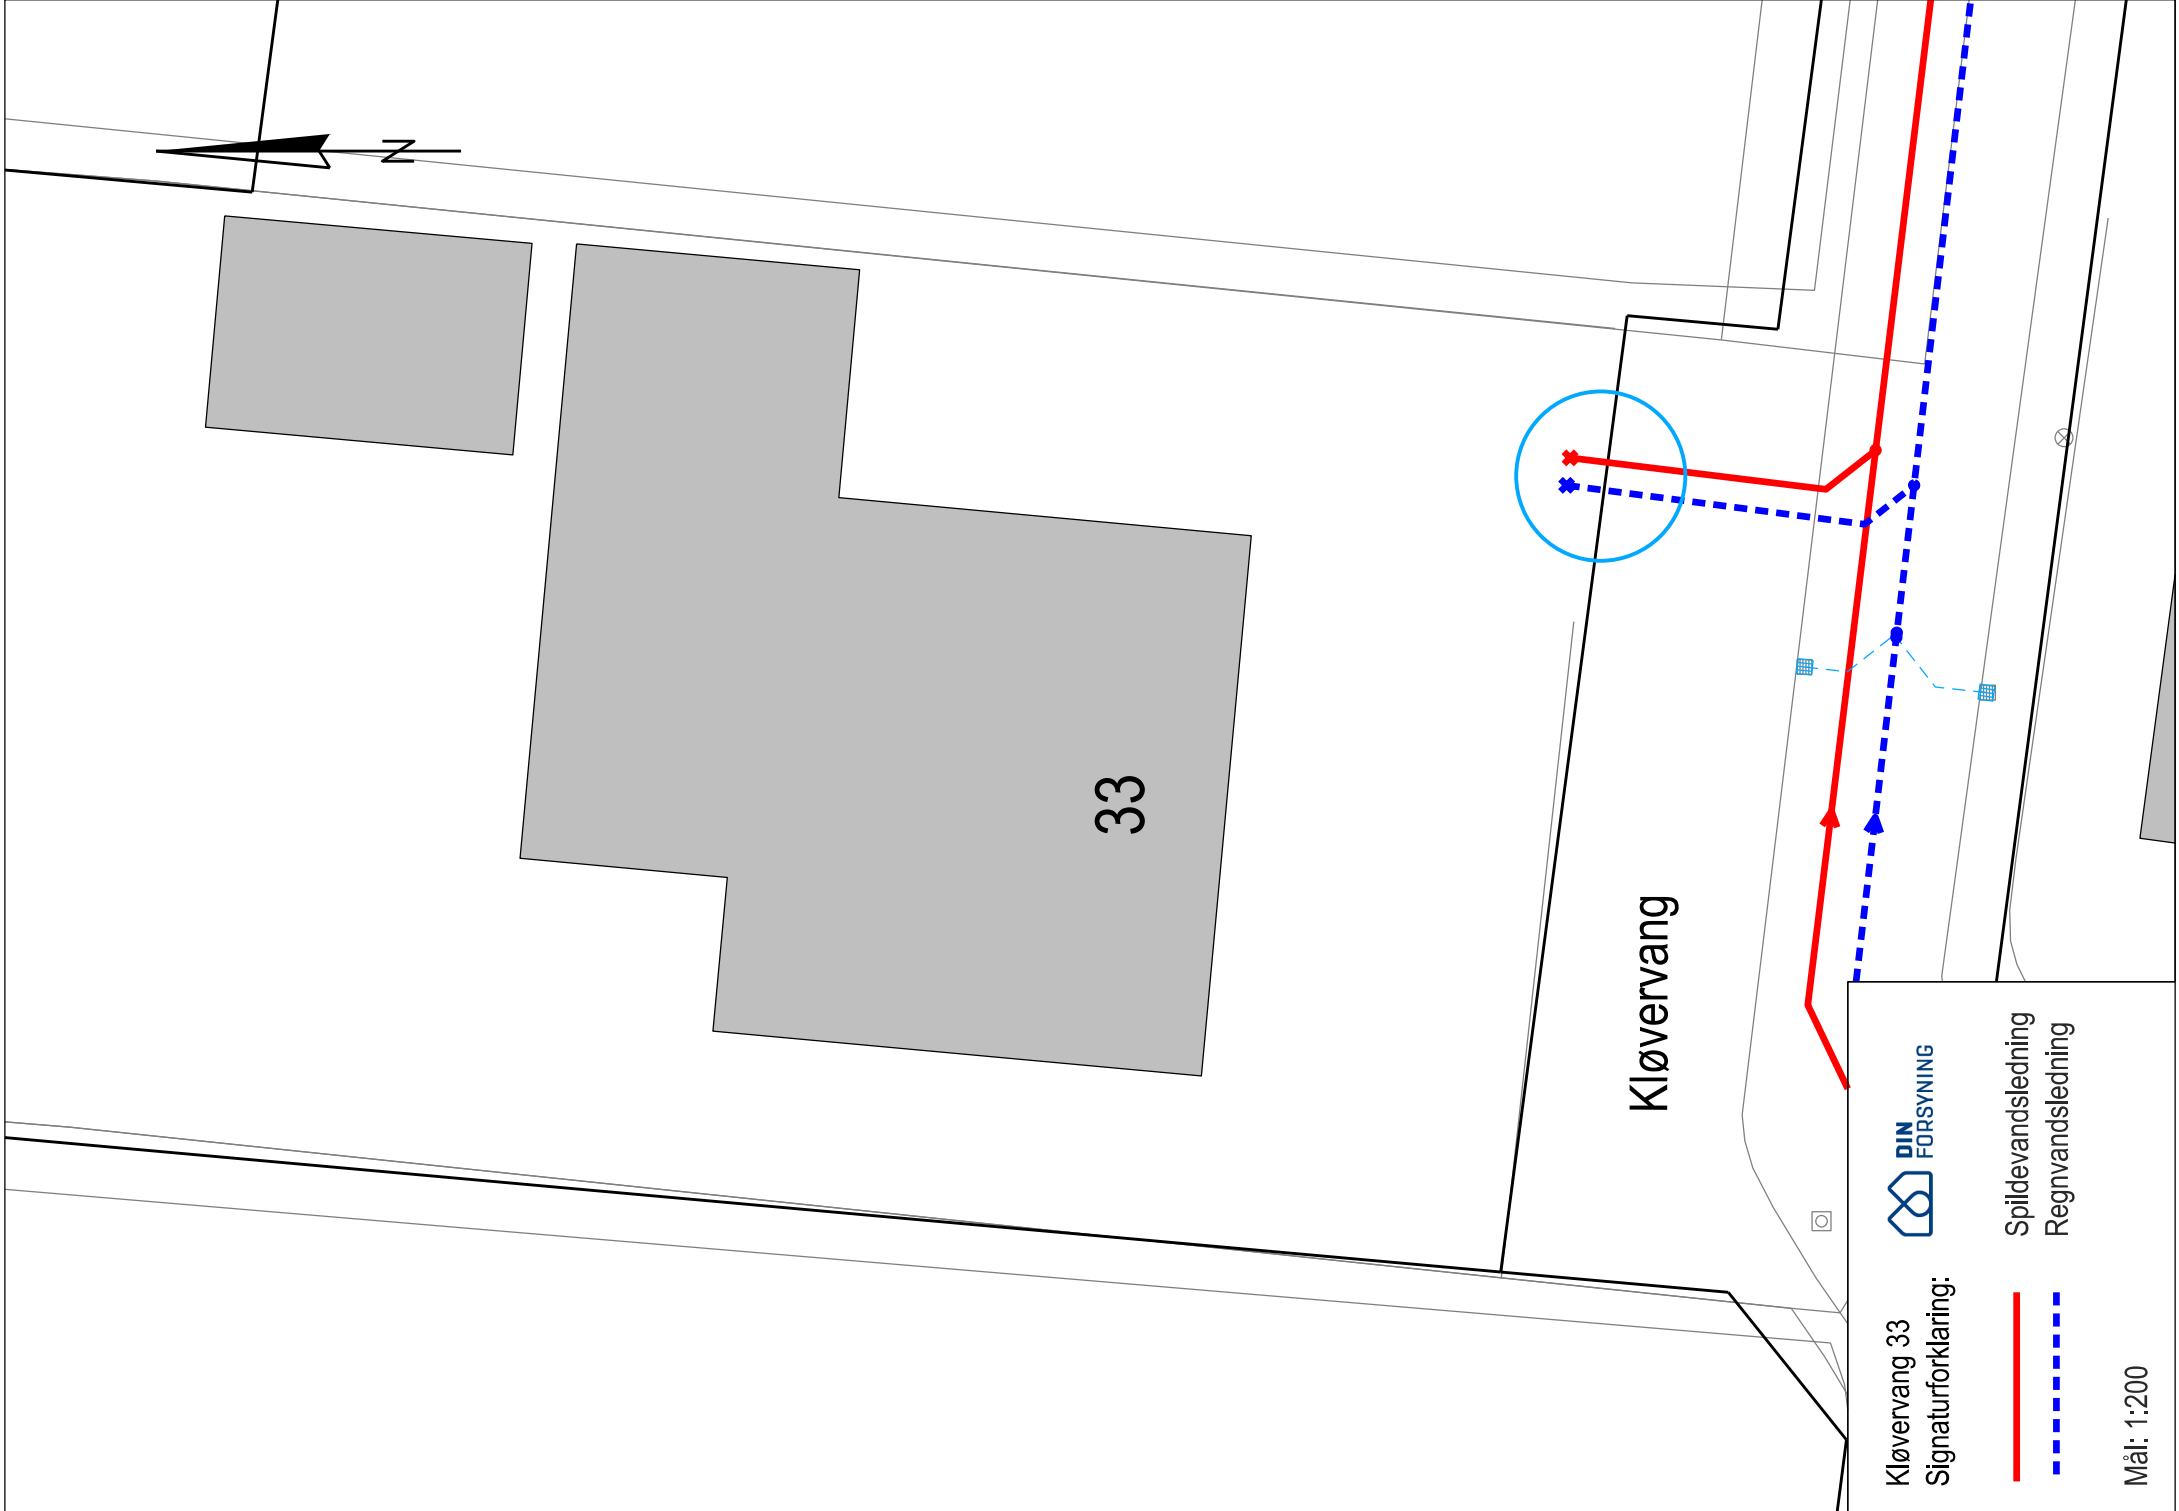 N
33
Kløvervang
DIN
FORSYNING
Kløvervang 33
Signaturforklaring:
Spildevandsledning
Regnvandsledning
Mål: 1:200